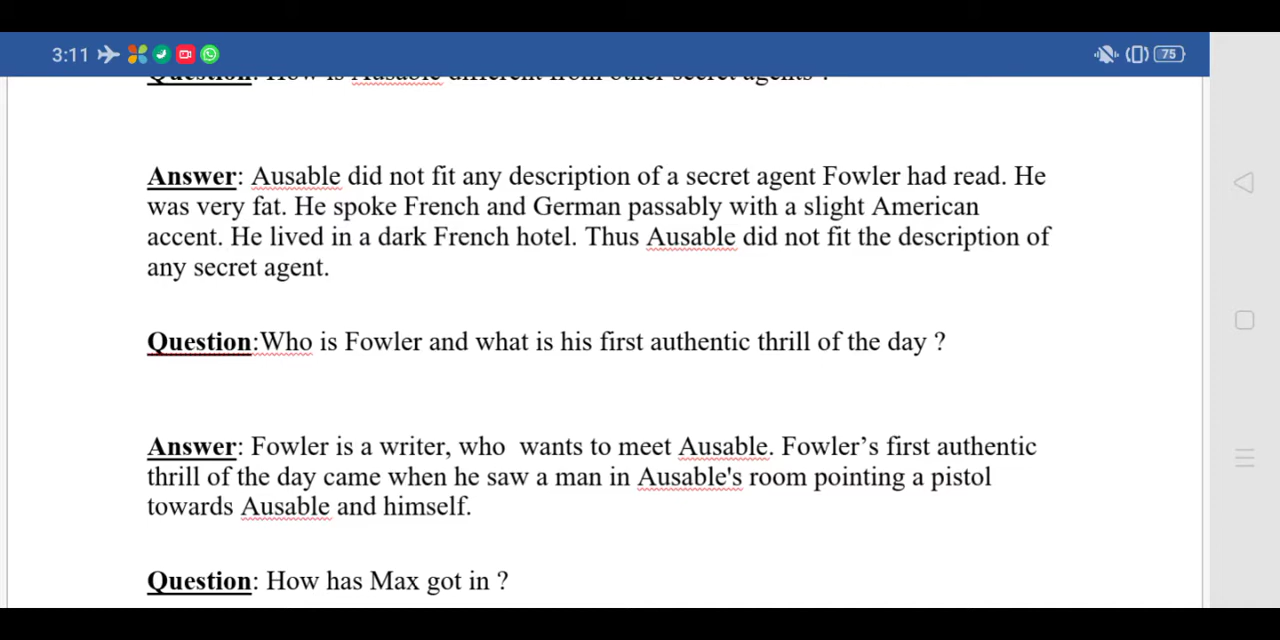 3:11 75
Question: How is Ausable different from other secret agents ?
Answer: Ausable did not fit any description of a secret agent Fowler had read. He
was very fat. He spoke French and German passably with a slight American
accent. He lived in a dark French hotel. Thus Ausable did not fit the description of
any secret agent.
Question:Who is Fowler and what is his first authentic thrill of the day ?
Answer: Fowler is a writer, who  wants to meet Ausable. Fowler’s first authentic
thrill of the day came when he saw a man in Ausable's room pointing a pistol
towards Ausable and himself.
Question: How has Max got in ?